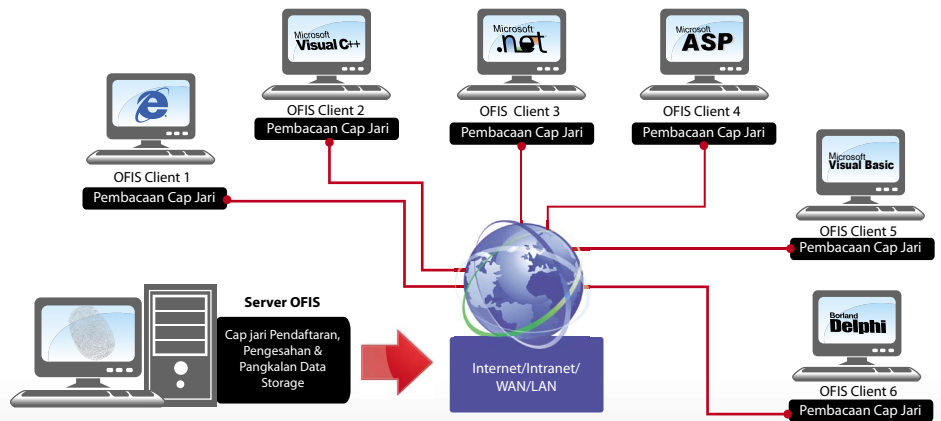 Microsoft
Visual C++
OFIS Client 2
Pembacaan Cap Jari
Microsoft
.net
OFIS Client 3
Pembacaan Cap Jari
Microsoft
ASP
OFIS Client 4
Pembacaan Cap Jari
OFIS Client 1
Pembacaan Cap Jari
Microsoft
Visual Basic
OFIS Client 5
Pembacaan Cap Jari
Server OFIS
Cap jari Pendaftaran,
Pengesahan &
Pangkalan Data
Storage
Internet/Intranet/
WAN/LAN
Borland
Delphi
OFIS Client 6
Pembacaan Cap Jari